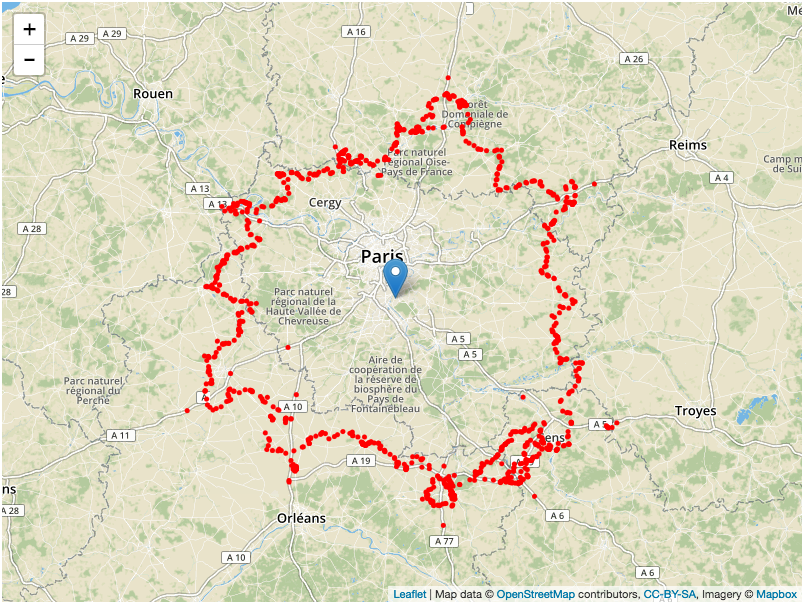 +
−
A 29
A 29
A 16
Me
A 26
Rouen
Forêt
Domaniale de
Compiègne
Reims
Parc naturel
régional Oise-
Pays de France
Camp m
de Sui
A 4
A 13
A 13
Cergy
A 28
Paris
28
Parc naturel
régional de la
Haute Vallée de
Chevreuse
A 5
A 5
Aire de
coopération de
la réserve de
biosphère du
Pays de
Fontainebleau
Parc naturel
régional du
Perche
A 10
A
Troyes
A 5
A 11
ens
A 19
ns
A 28
Orléans
A 6
A 77
A 10
A 6
Leaflet | Map data © OpenStreetMap contributors, CC-BY-SA, Imagery © Mapbox